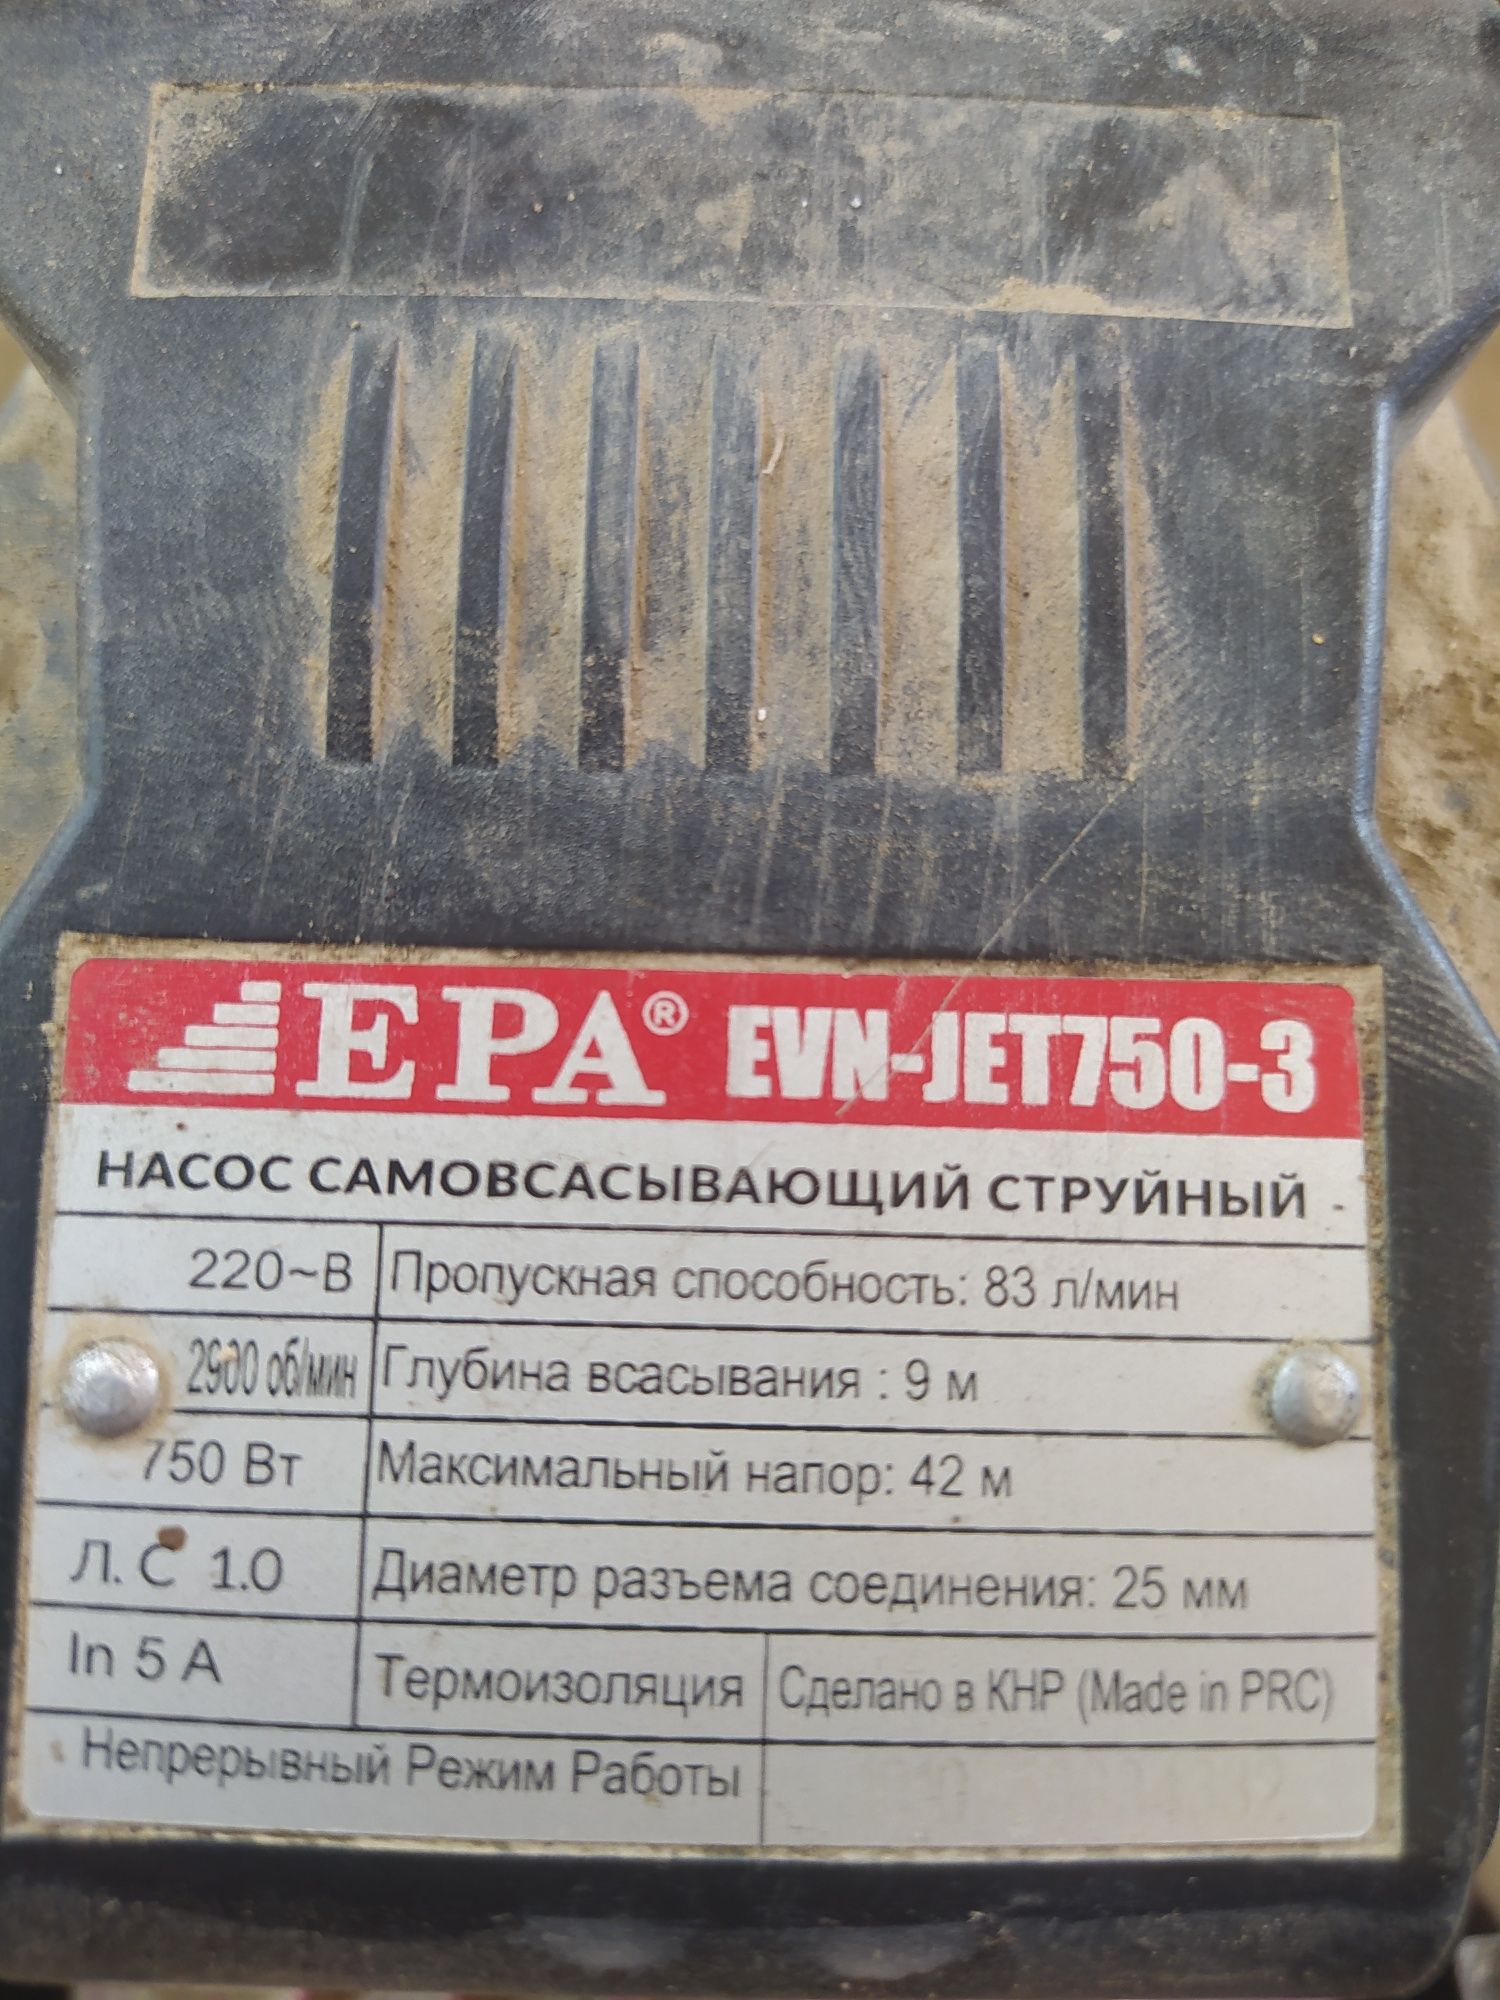 EPA® EVN-JET750-3
НАСОС САМОВСАСЫВАЮЩИЙ СТРУЙНЫЙ
220~В Пропускная способность: 83 л/мин
2900 об/мин Глубина всасывания : 9 м
750 Вт Максимальный напор: 42 м
Л. С 1.0 Диаметр разъема соединения: 25 мм
In 5 A Термоизоляция Сделано в КНР (Made in PRC)
Непрерывный Режим Работы